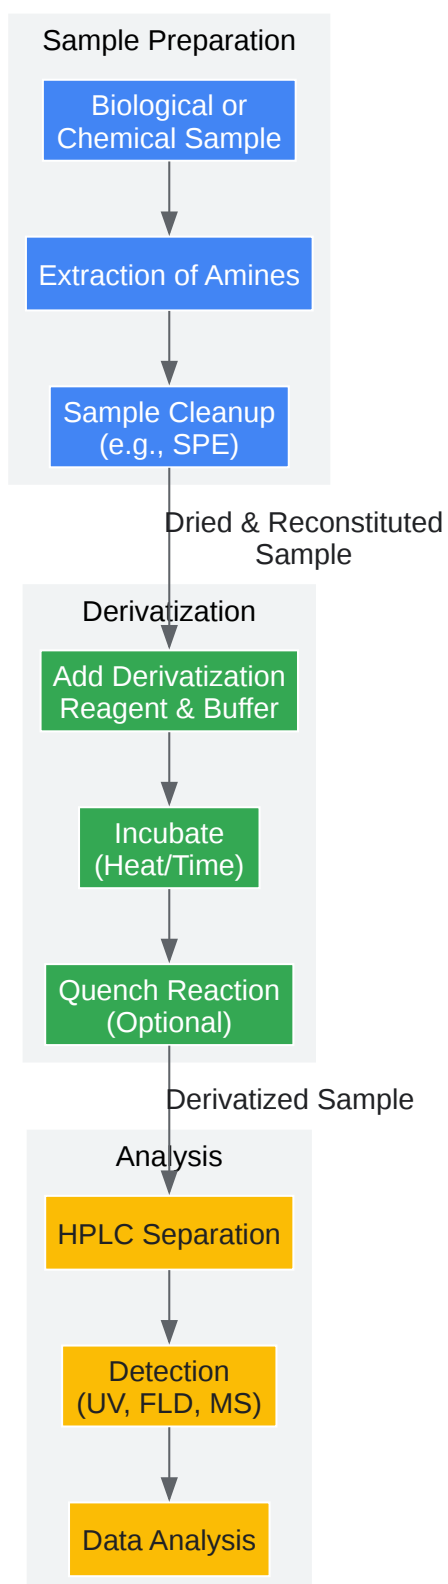 Sample Preparation
Biological or
Chemical Sample
Extraction of Amines
Sample Cleanup
(e.g., SPE)
Dried & Reconstituted
Sample
Derivatization
Add Derivatization
Reagent & Buffer
Incubate
(Heat/Time)
Quench Reaction
(Optional)
Derivatized Sample
Analysis
HPLC Separation
Detection
(UV, FLD, MS)
Data Analysis